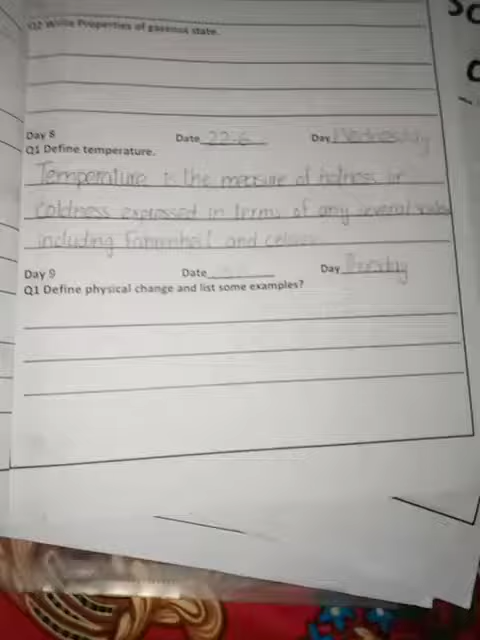 Q2 Write Properties of gaseous state.
Day 8 Date 22-6 Day Wednesday
Q1 Define temperature.
Temperature is the measure of hotness or
coldness expressed in terms of any several
including Fahrenheit and
Day 9 Date Day Thursday
Q1 Define physical change and list some examples?